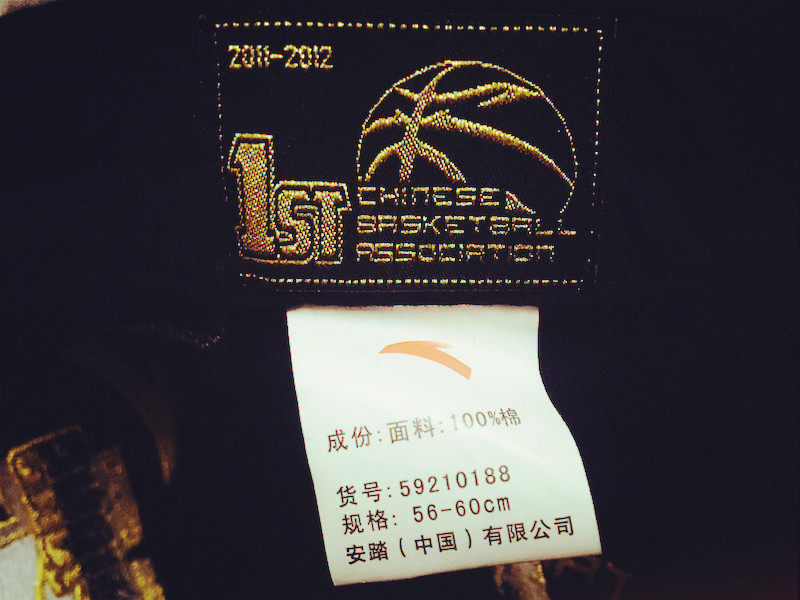 2011-2012
1ST
CHINESE
BASKETBALL
ASSOCIATION
成份:面料:100%棉
货号:59210188
规格: 56-60cm
安踏(中国)有限公司